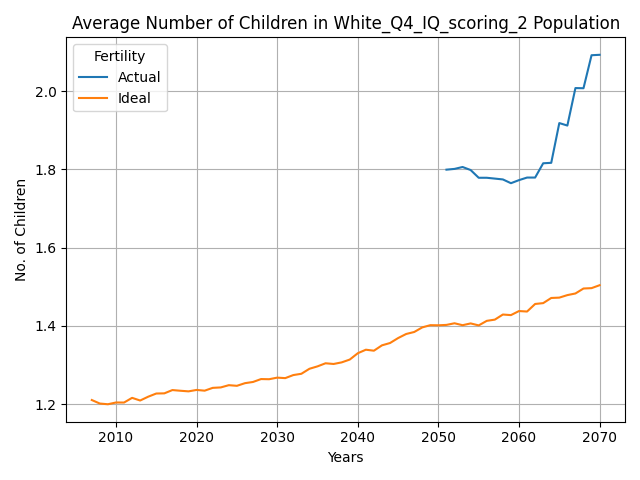 Average Number of Children in White_Q4_IQ_scoring_2 Population
Fertility
Actual
Ideal
No. of Children
2.0
1.8
1.6
1.4
1.2
2010 2020 2030 2040 2050 2060 2070
Years